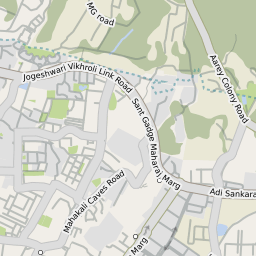 MG road
Jogeshwari Vikhroli Link Road
Aarey Colony Road
Sant Gadge Maharaj Marg
Mahakali Caves Road
Adi Sankara
Marg